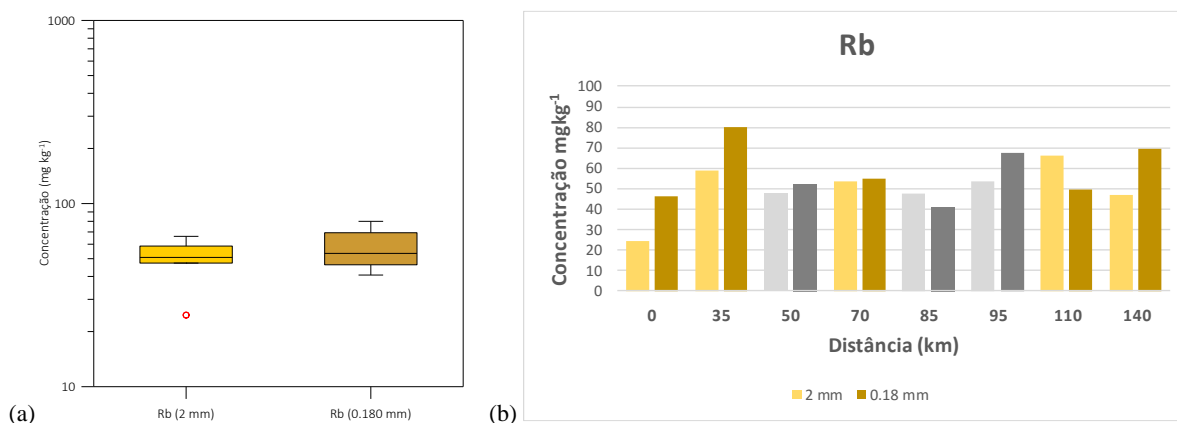 1000
100
10
Concentração (mg kg⁻¹)
Rb (2 mm) Rb (0.180 mm)
(a)
Rb
100
90
80
70
60
50
40
30
20
10
0
Concentração mgkg⁻¹
0 35 50 70 85 95 110 140
Distância (km)
2 mm 0.18 mm
(b)